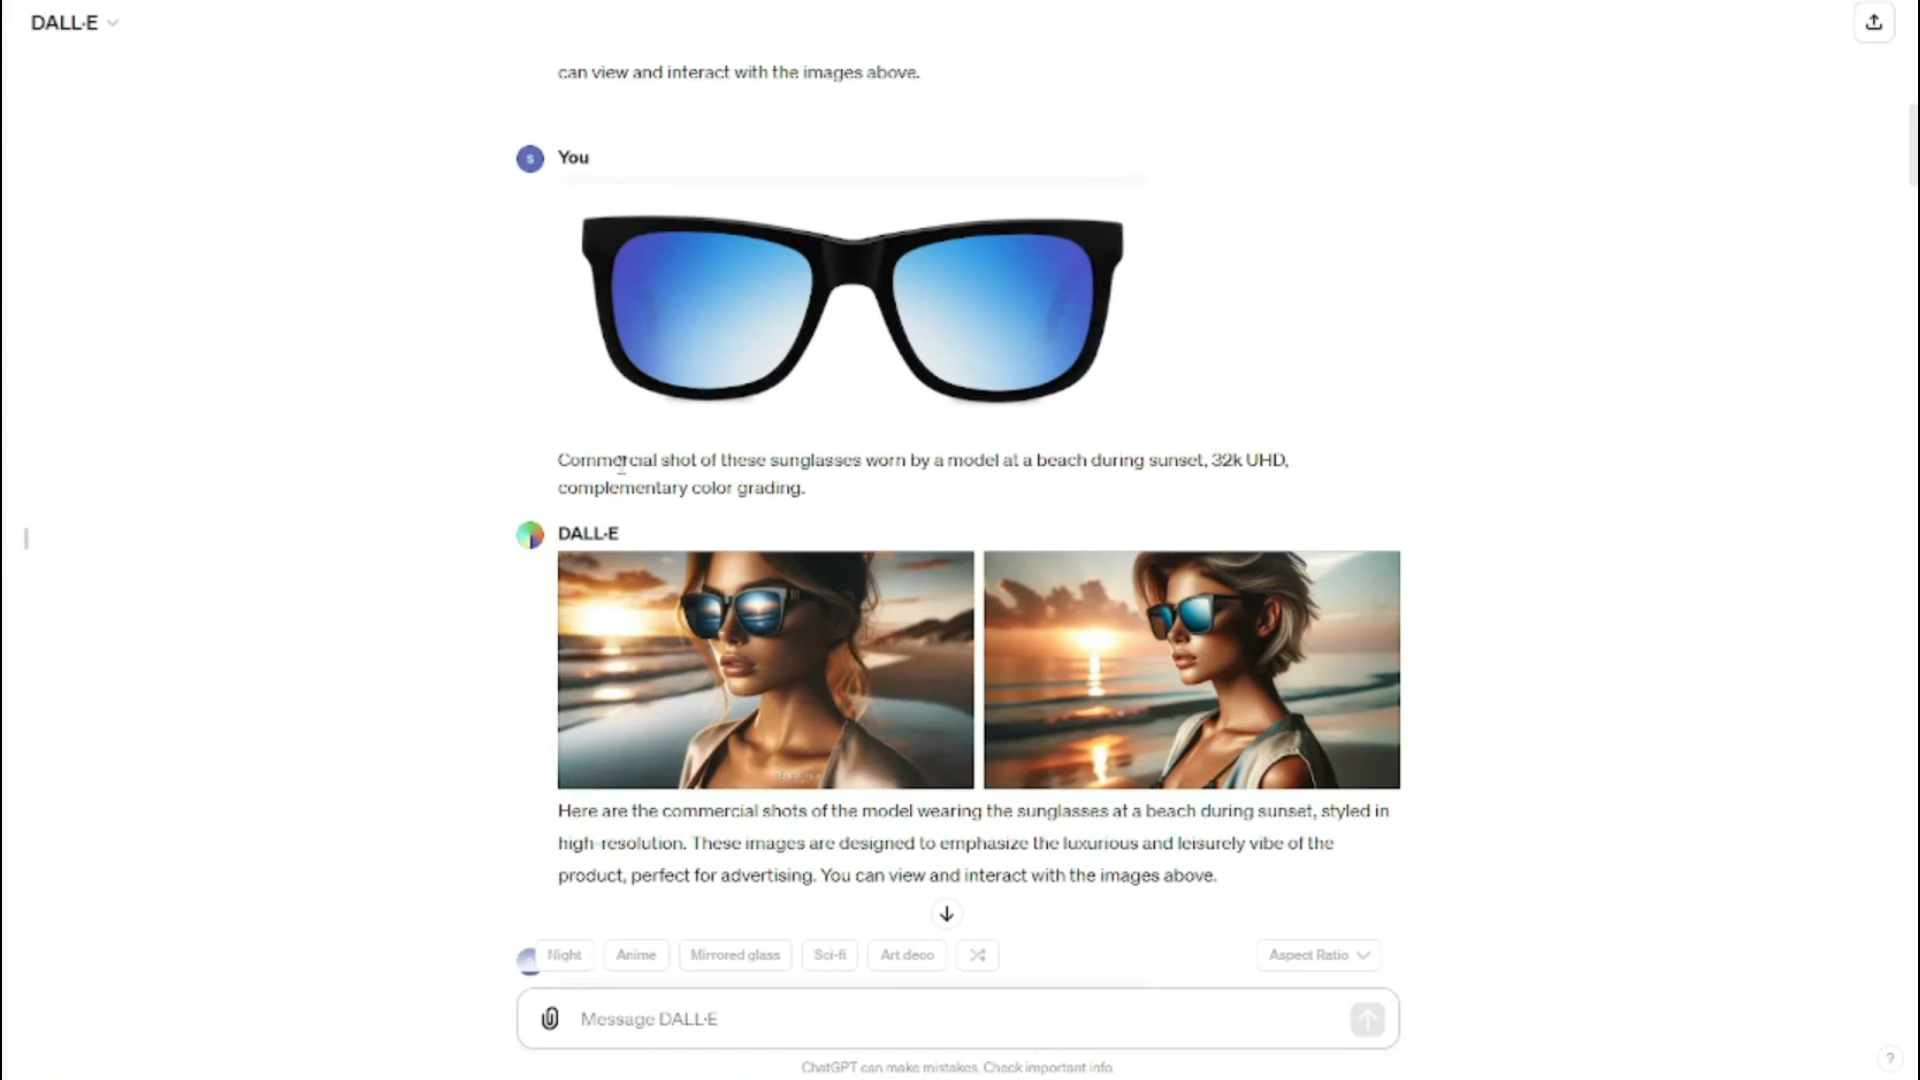 DALL·E
can view and interact with the images above.
S
You
Commercial shot of these sunglasses worn by a model at a beach during sunset, 32k UHD,
complementary color grading.
DALL·E
Here are the commercial shots of the model wearing the sunglasses at a beach during sunset, styled in
high-resolution. These images are designed to emphasize the luxurious and leisurely vibe of the
product, perfect for advertising. You can view and interact with the images above.
Night Anime Mirrored glass Sci-fi Art deco Aspect Ratio
Message DALL·E
ChatGPT can make mistakes. Check important info.
?